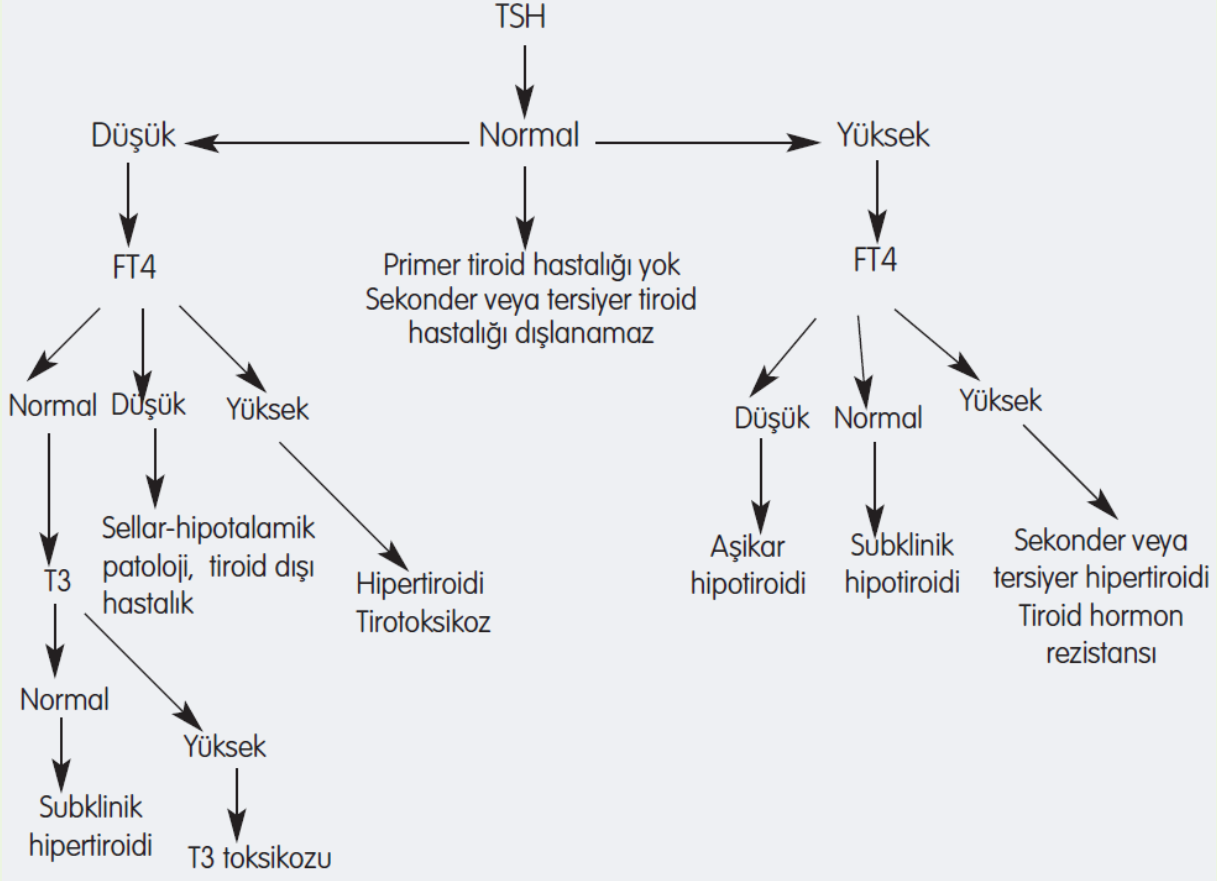 TSH
Düşük
Normal
Yüksek
FT4
Primer tiroid hastalığı yok
Sekonder veya tersiyer tiroid
hastalığı dışlanamaz
FT4
Normal
Düşük
Yüksek
Düşük
Normal
Yüksek
Sellar-hipotalamik
patoloji, tiroid dışı
hastalık
T3
Hipertiroidi
Tirotoksikoz
Aşikar
hipotiroidi
Subklinik
hipotiroidi
Sekonder veya
tersiyer hipertiroidi
Tiroid hormon
rezistansı
Normal
Yüksek
Subklinik
hipertiroidi
T3 toksikozu